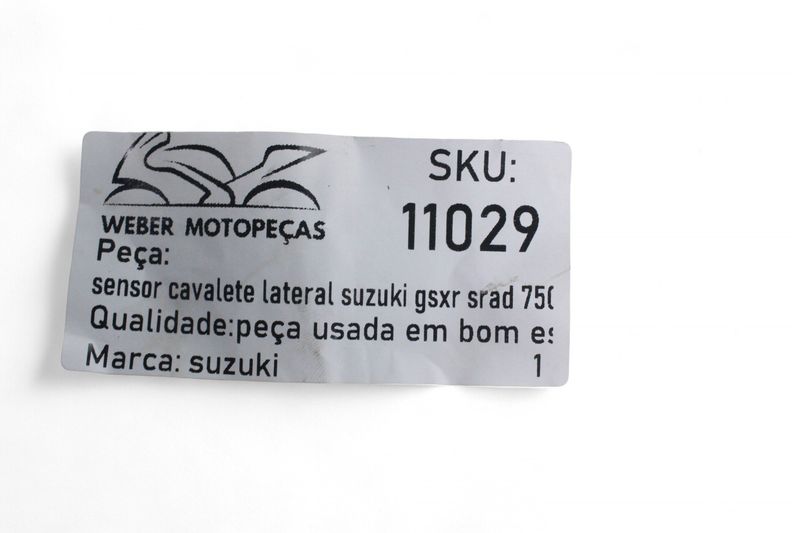 WEBER MOTOPEÇAS
SKU:
11029
Peça:
sensor cavalete lateral suzuki gsxr srad 750
Qualidade:peça usada em bom es
Marca: suzuki
1